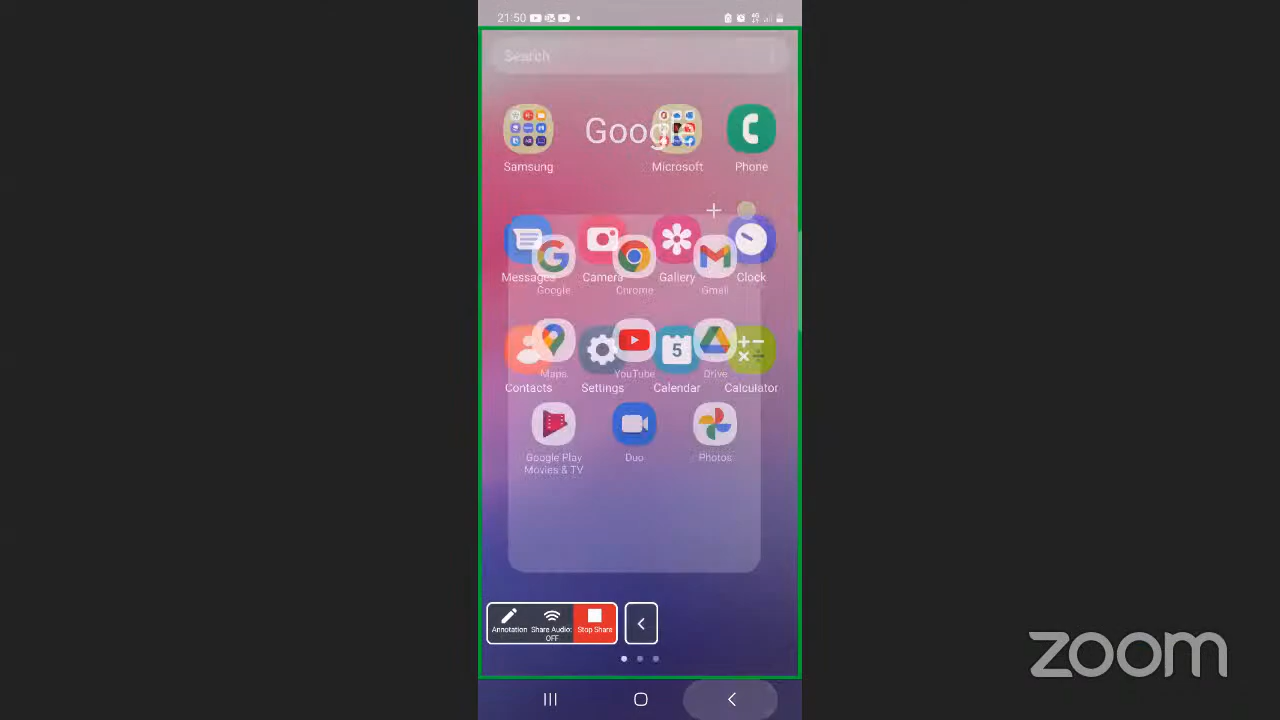 21:50
Search
Google
Samsung
Microsoft
Phone
Messages
Camera
Gallery
Clock
Google
Chrome
Gmail
5
Contacts
Settings
Calendar
Calculator
Maps
YouTube
Drive
Google Play
Movies & TV
Duo
Photos
Annotation
Share Audio:
OFF
Stop Share
zoom